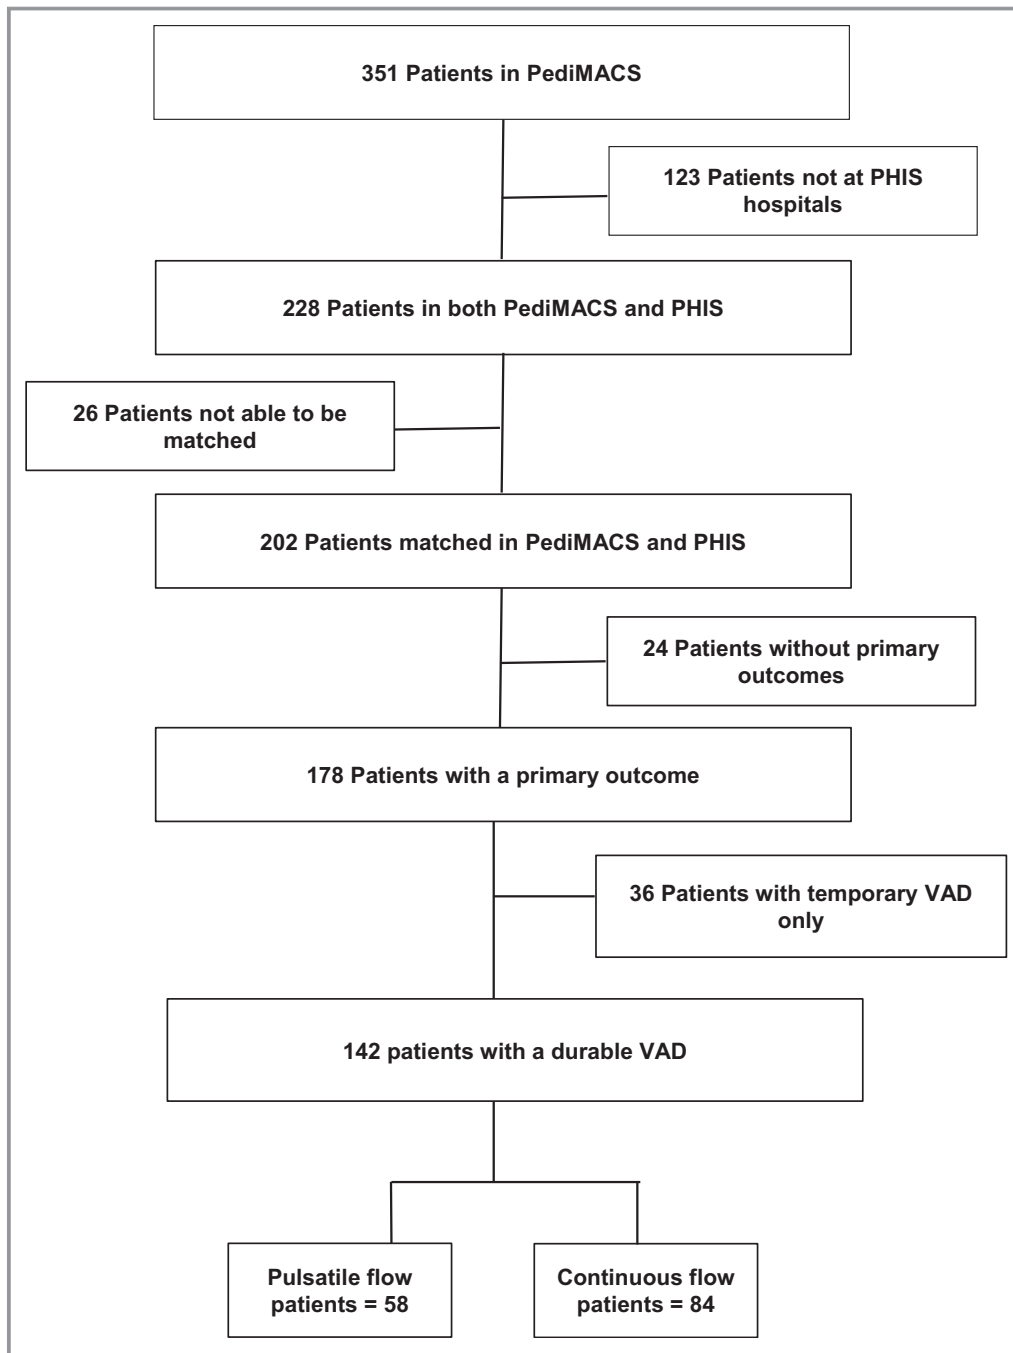 351 Patients in PediMACS
123 Patients not at PHIS
hospitals
228 Patients in both PediMACS and PHIS
26 Patients not able to be
matched
202 Patients matched in PediMACS and PHIS
24 Patients without primary
outcomes
178 Patients with a primary outcome
36 Patients with temporary VAD
only
142 patients with a durable VAD
Pulsatile flow
patients = 58
Continuous flow
patients = 84